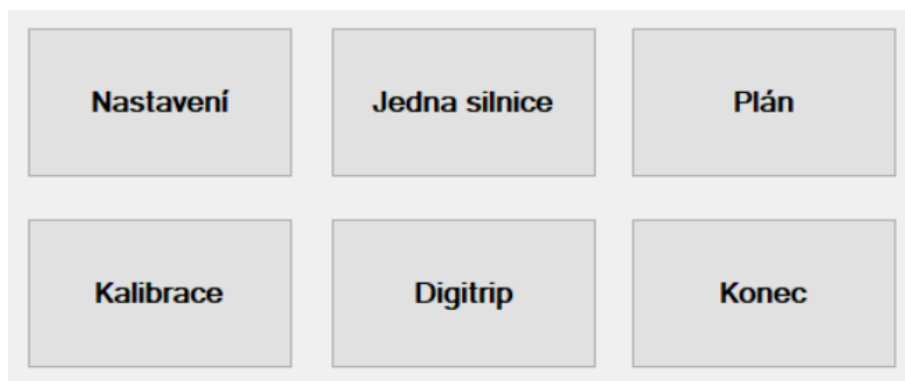 Nastavení
Jedna silnice
Plán
Kalibrace
Digitrip
Konec